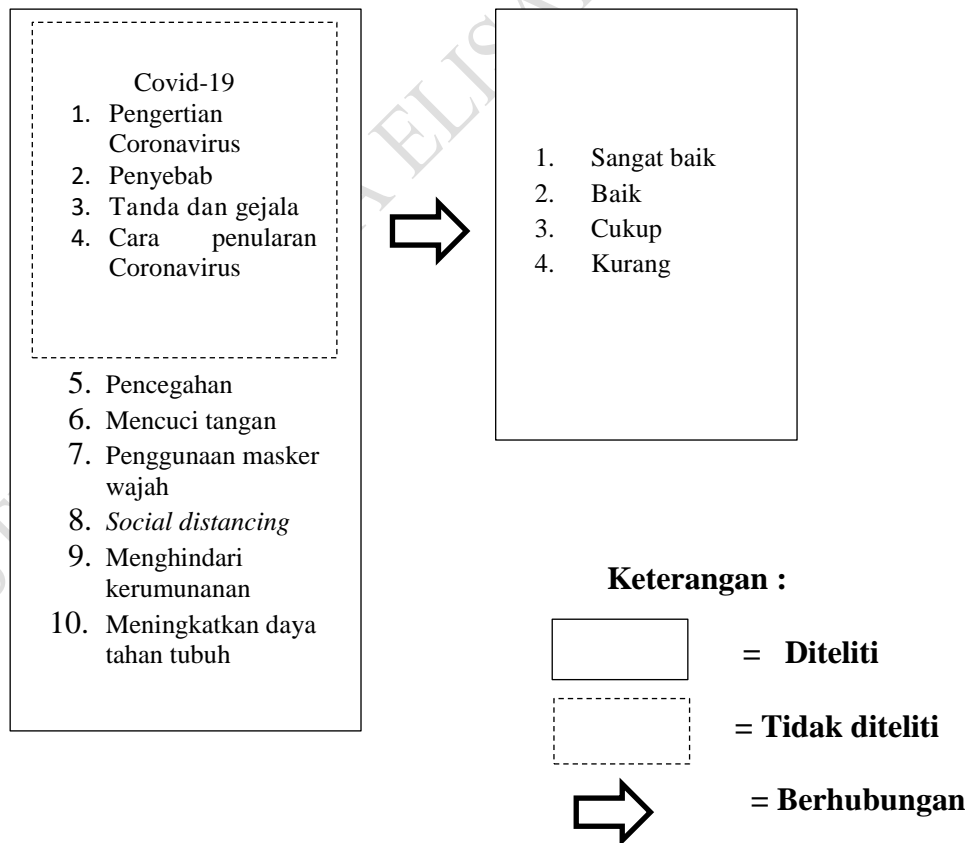 Covid-19
1. Pengertian
Coronavirus
2. Penyebab
3. Tanda dan gejala
4. Cara penularan
Coronavirus
5. Pencegahan
6. Mencuci tangan
7. Penggunaan masker
wajah
8. Social distancing
9. Menghindari
kerumunanan
10. Meningkatkan daya
tahan tubuh
1. Sangat baik
2. Baik
3. Cukup
4. Kurang
Keterangan :
= Diteliti
= Tidak diteliti
= Berhubungan